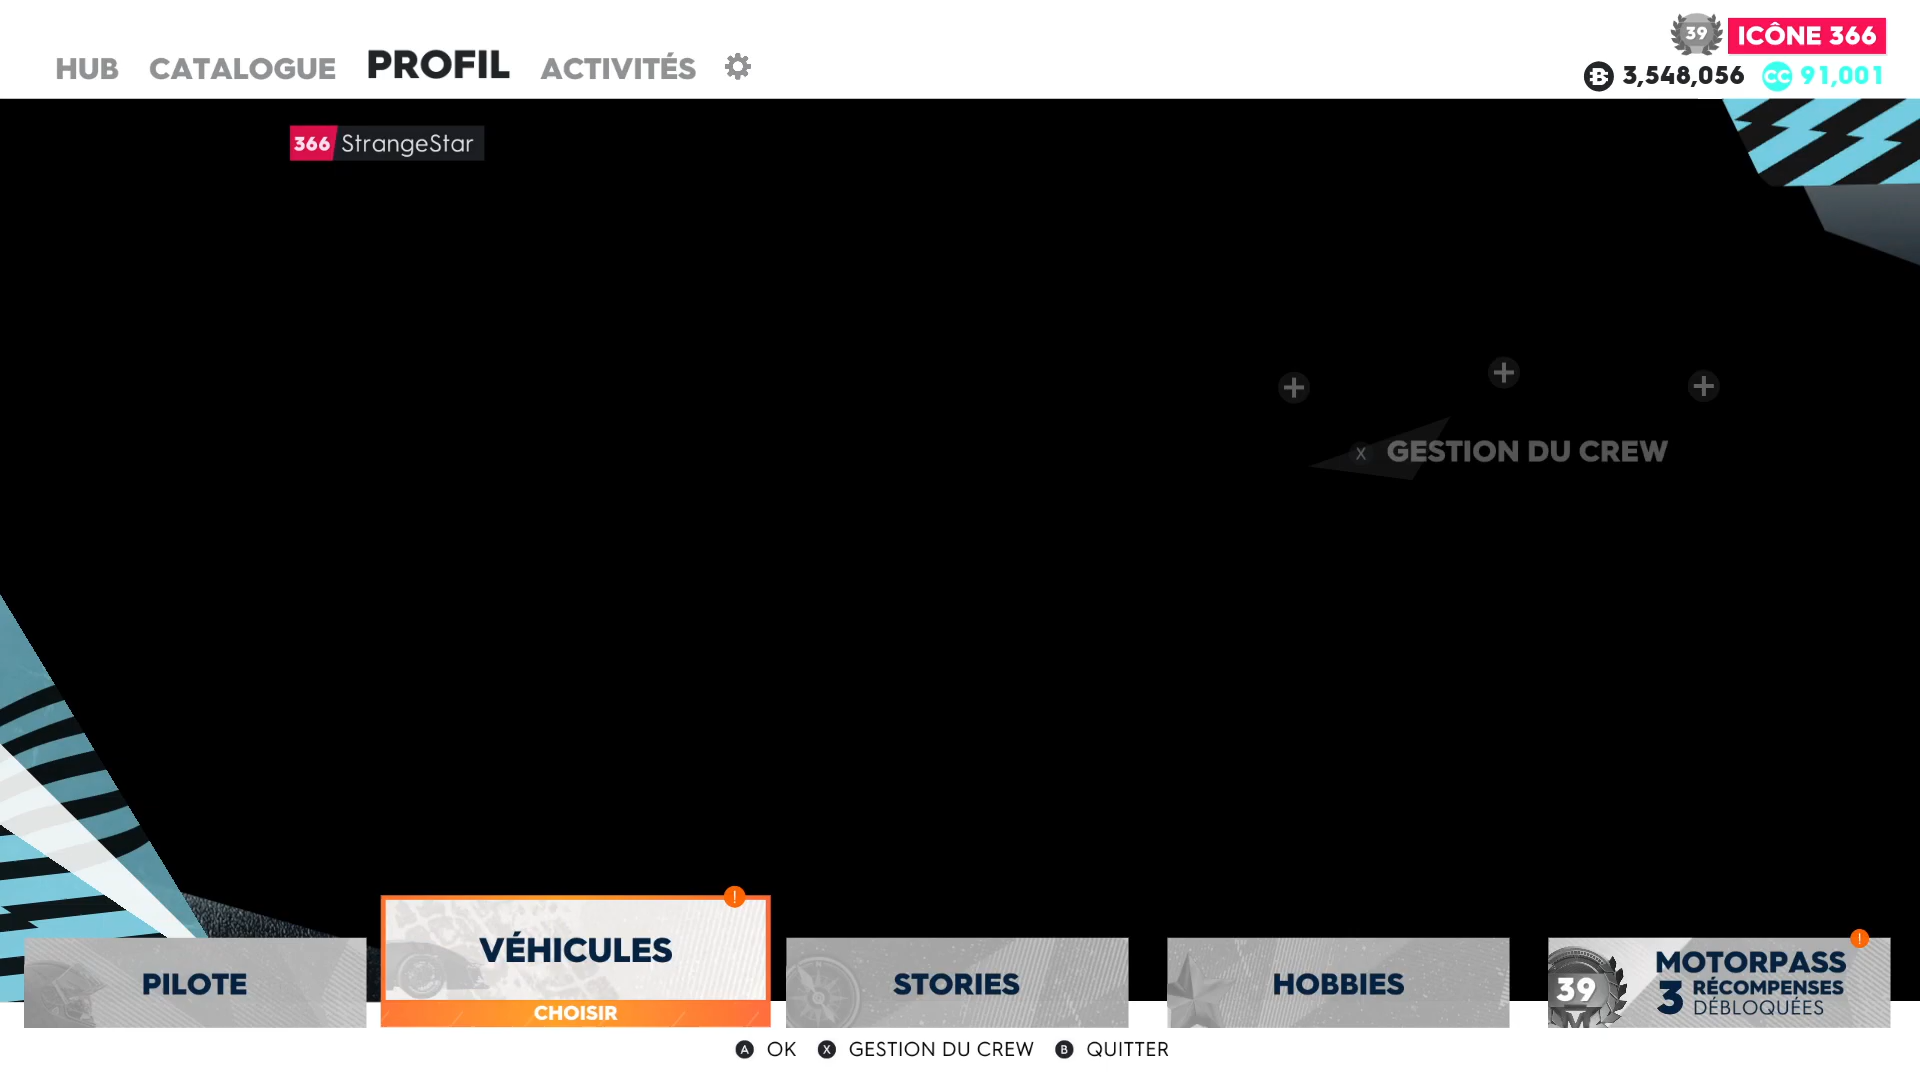 HUB CATALOGUE PROFIL ACTIVITÉS
39 ICÔNE 366
3,548,056 CC 91,001
366 StrangeStar
X GESTION DU CREW
PILOTE
VÉHICULES
!
CHOISIR
STORIES
HOBBIES
39 MOTORPASS
!
3 RÉCOMPENSES
DÉBLOQUÉES
A OK X GESTION DU CREW B QUITTER